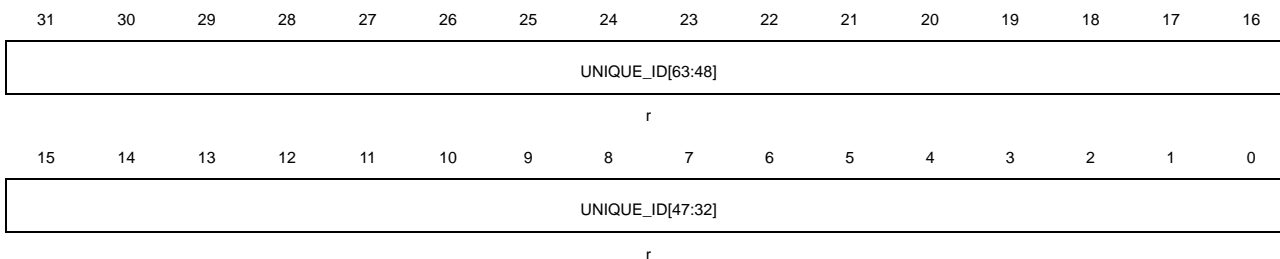 31 30 29 28 27 26 25 24 23 22 21 20 19 18 17 16
UNIQUE_ID[63:48]
r
15 14 13 12 11 10 9 8 7 6 5 4 3 2 1 0
UNIQUE_ID[47:32]
r